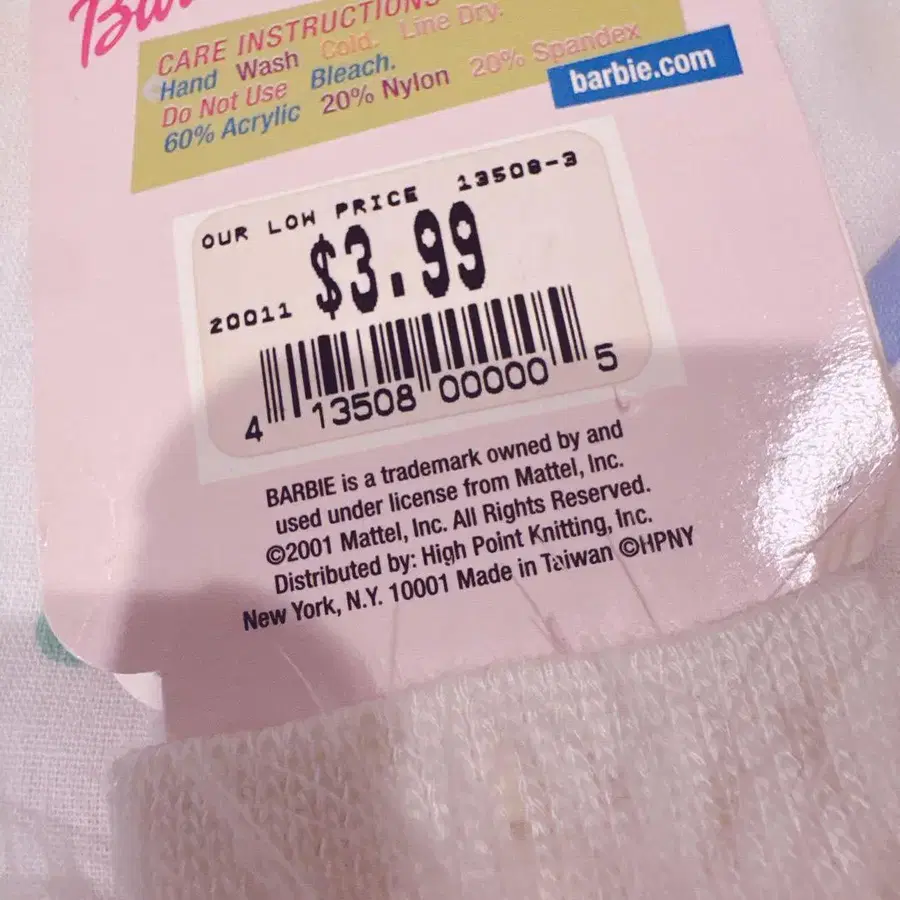 CARE INSTRUCTIONS
Hand Wash Cold. Line Dry.
Do Not Use Bleach.
60% Acrylic 20% Nylon 20% Spandex
barbie.com
OUR LOW PRICE 13508-3
$3.99
20011
4 13508 00000 5
BARBIE is a trademark owned by and
used under license from Mattel, Inc.
©2001 Mattel, Inc. All Rights Reserved.
Distributed by: High Point Knitting, Inc.
New York, N.Y. 10001 Made in Taiwan ©HPNY